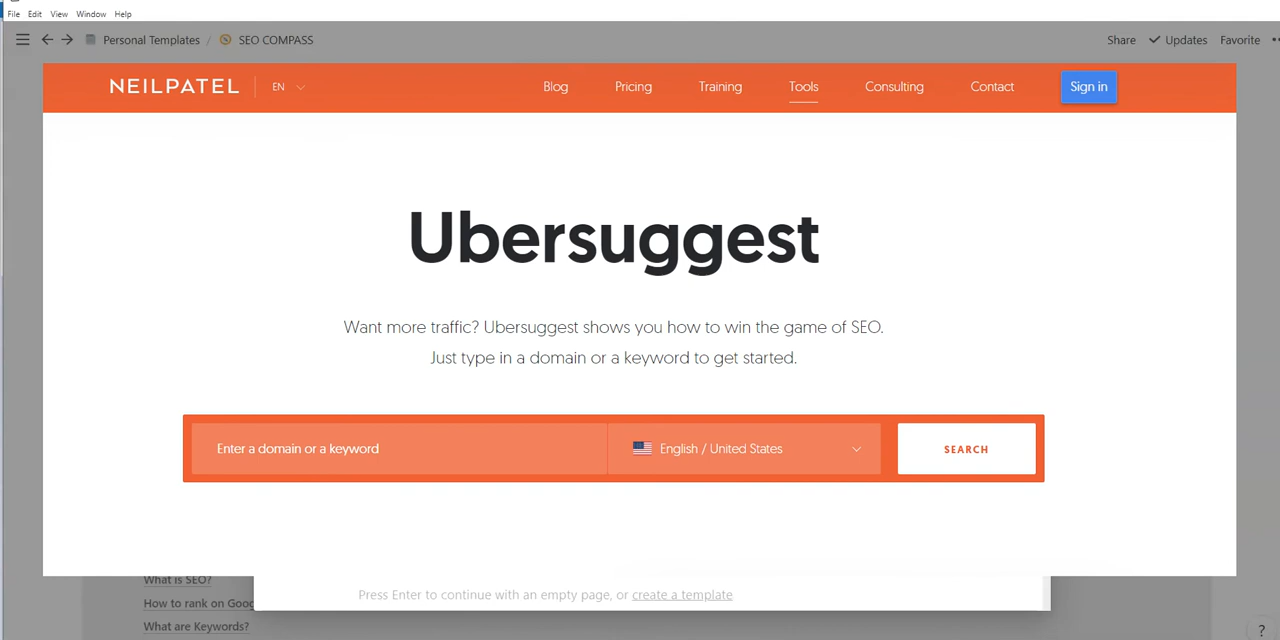 File Edit View Window Help
Personal Templates / SEO COMPASS Share Updates Favorite
NEILPATEL EN Blog Pricing Training Tools Consulting Contact Sign in
Ubersuggest
Want more traffic? Ubersuggest shows you how to win the game of SEO.
Just type in a domain or a keyword to get started.
Enter a domain or a keyword English / United States SEARCH
What is SEO?
Press Enter to continue with an empty page, or create a template
How to rank on Goog
What are Keywords?
?